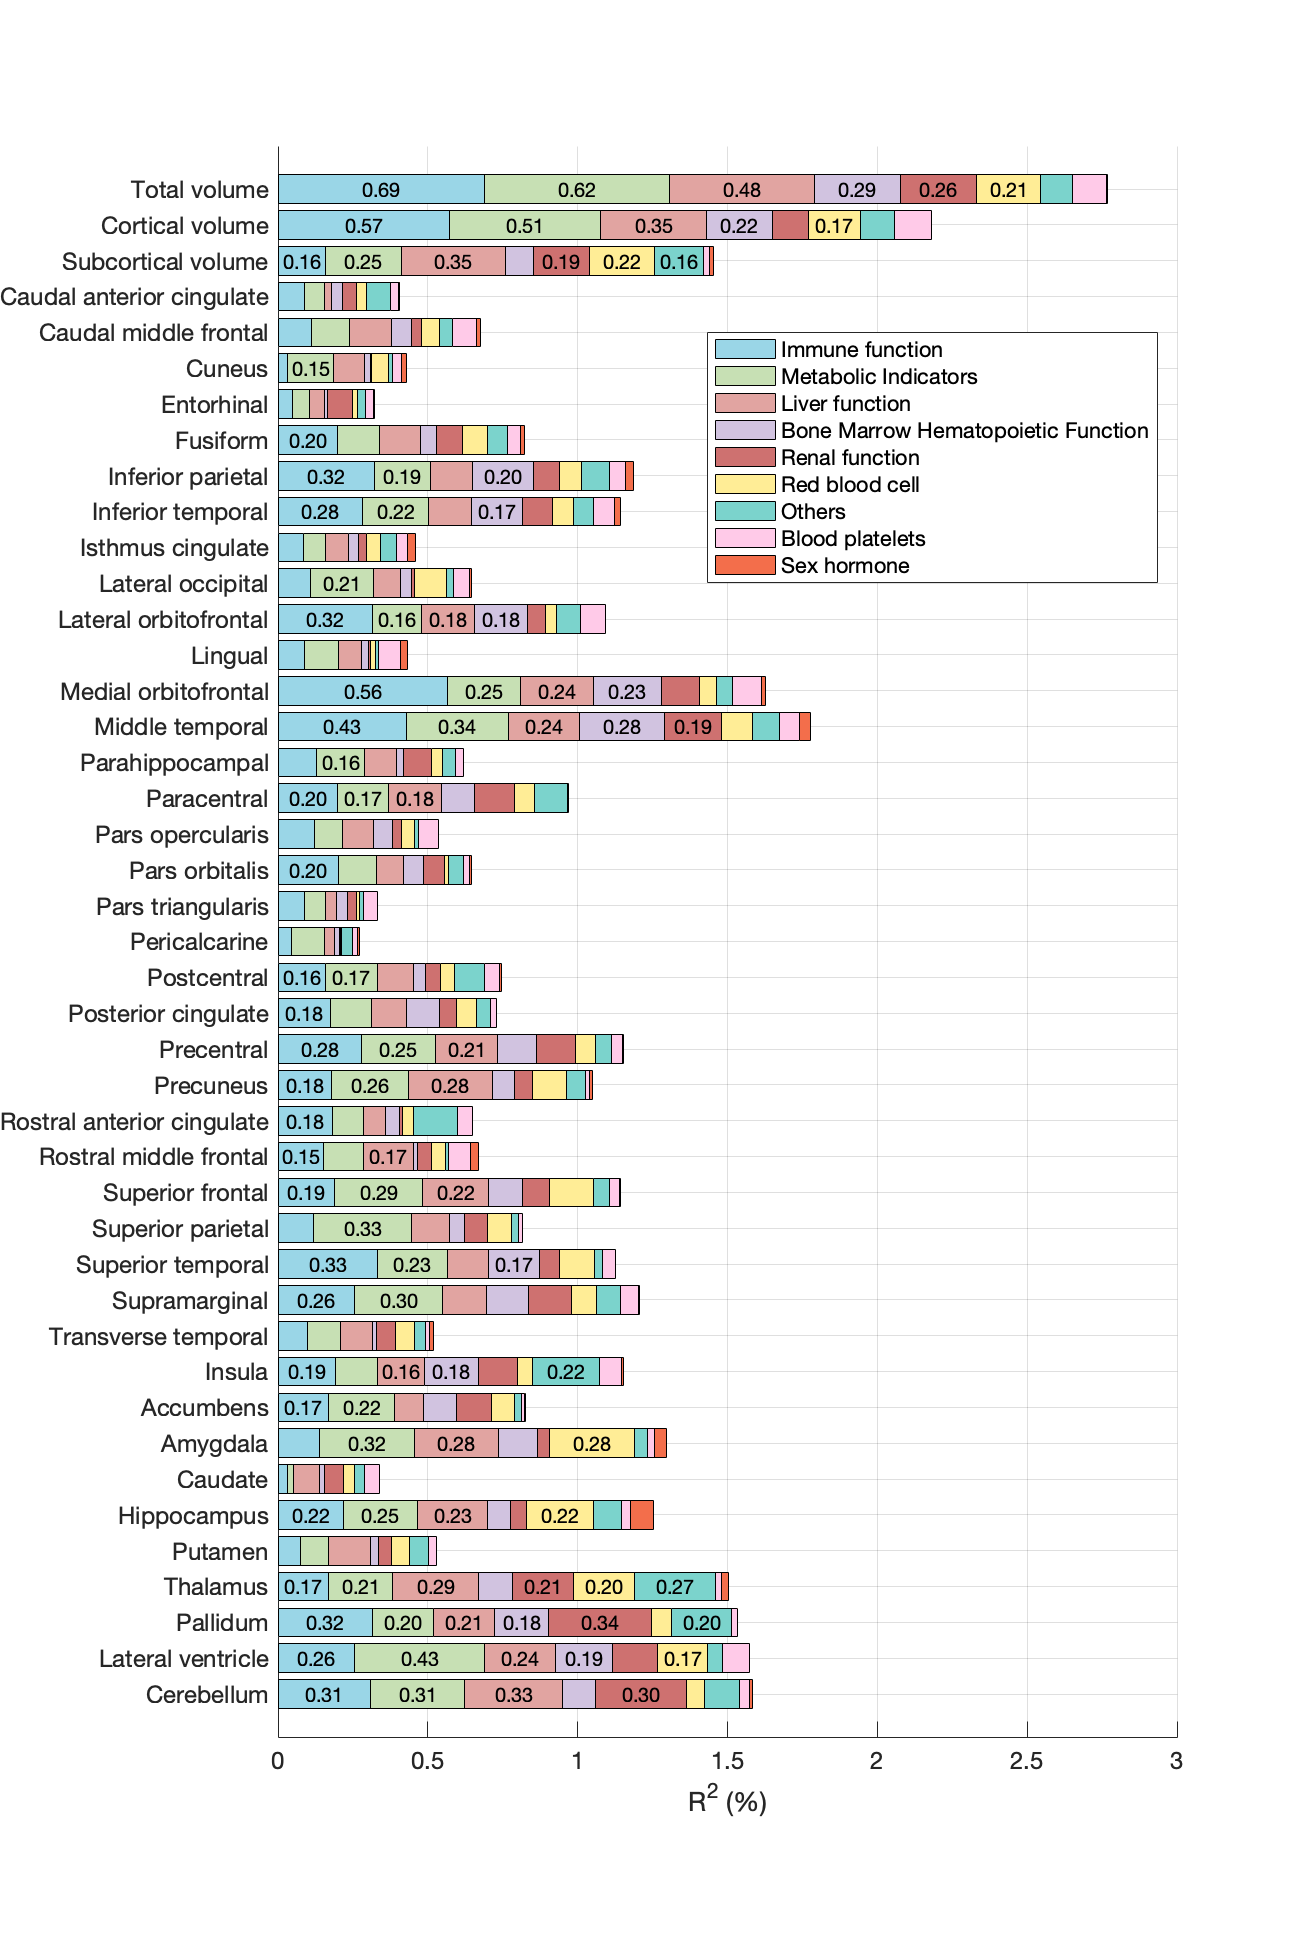 Total volume 0.69 0.62 0.48 0.29 0.26 0.21
Cortical volume 0.57 0.51 0.35 0.22 0.17
Subcortical volume 0.16 0.25 0.35 0.19 0.22 0.16
Caudal anterior cingulate
Caudal middle frontal
Cuneus 0.15
Entorhinal
Fusiform 0.20
Inferior parietal 0.32 0.19 0.20
Inferior temporal 0.28 0.22 0.17
Isthmus cingulate
Lateral occipital 0.21
Lateral orbitofrontal 0.32 0.16 0.18 0.18
Lingual
Medial orbitofrontal 0.56 0.25 0.24 0.23
Middle temporal 0.43 0.34 0.24 0.28 0.19
Parahippocampal 0.16
Paracentral 0.20 0.17 0.18
Pars opercularis
Pars orbitalis 0.20
Pars triangularis
Pericalcarine
Postcentral 0.16 0.17
Posterior cingulate 0.18
Precentral 0.28 0.25 0.21
Precuneus 0.18 0.26 0.28
Rostral anterior cingulate 0.18
Rostral middle frontal 0.15 0.17
Superior frontal 0.19 0.29 0.22
Superior parietal 0.33
Superior temporal 0.33 0.23 0.17
Supramarginal 0.26 0.30
Transverse temporal
Insula 0.19 0.16 0.18 0.22
Accumbens 0.17 0.22
Amygdala 0.32 0.28 0.28
Caudate
Hippocampus 0.22 0.25 0.23 0.22
Putamen
Thalamus 0.17 0.21 0.29 0.21 0.20 0.27
Pallidum 0.32 0.20 0.21 0.18 0.34 0.20
Lateral ventricle 0.26 0.43 0.24 0.19 0.17
Cerebellum 0.31 0.31 0.33 0.30
0 0.5 1 1.5 2 2.5 3
R² (%)
Immune function
Metabolic Indicators
Liver function
Bone Marrow Hematopoietic Function
Renal function
Red blood cell
Others
Blood platelets
Sex hormone